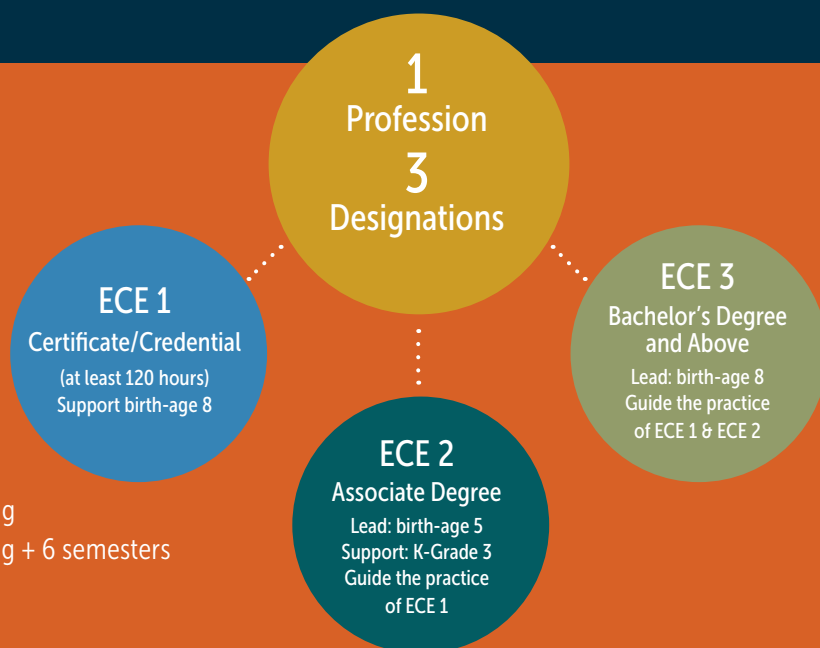 1
Profession
3
Designations
ECE 1
Certificate/Credential
(at least 120 hours)
Support birth-age 8
ECE 3
Bachelor's Degree
and Above
Lead: birth-age 8
Guide the practice
of ECE 1 & ECE 2
ECE 2
Associate Degree
Lead: birth-age 5
Support: K-Grade 3
Guide the practice
of ECE 1
g
g + 6 semesters